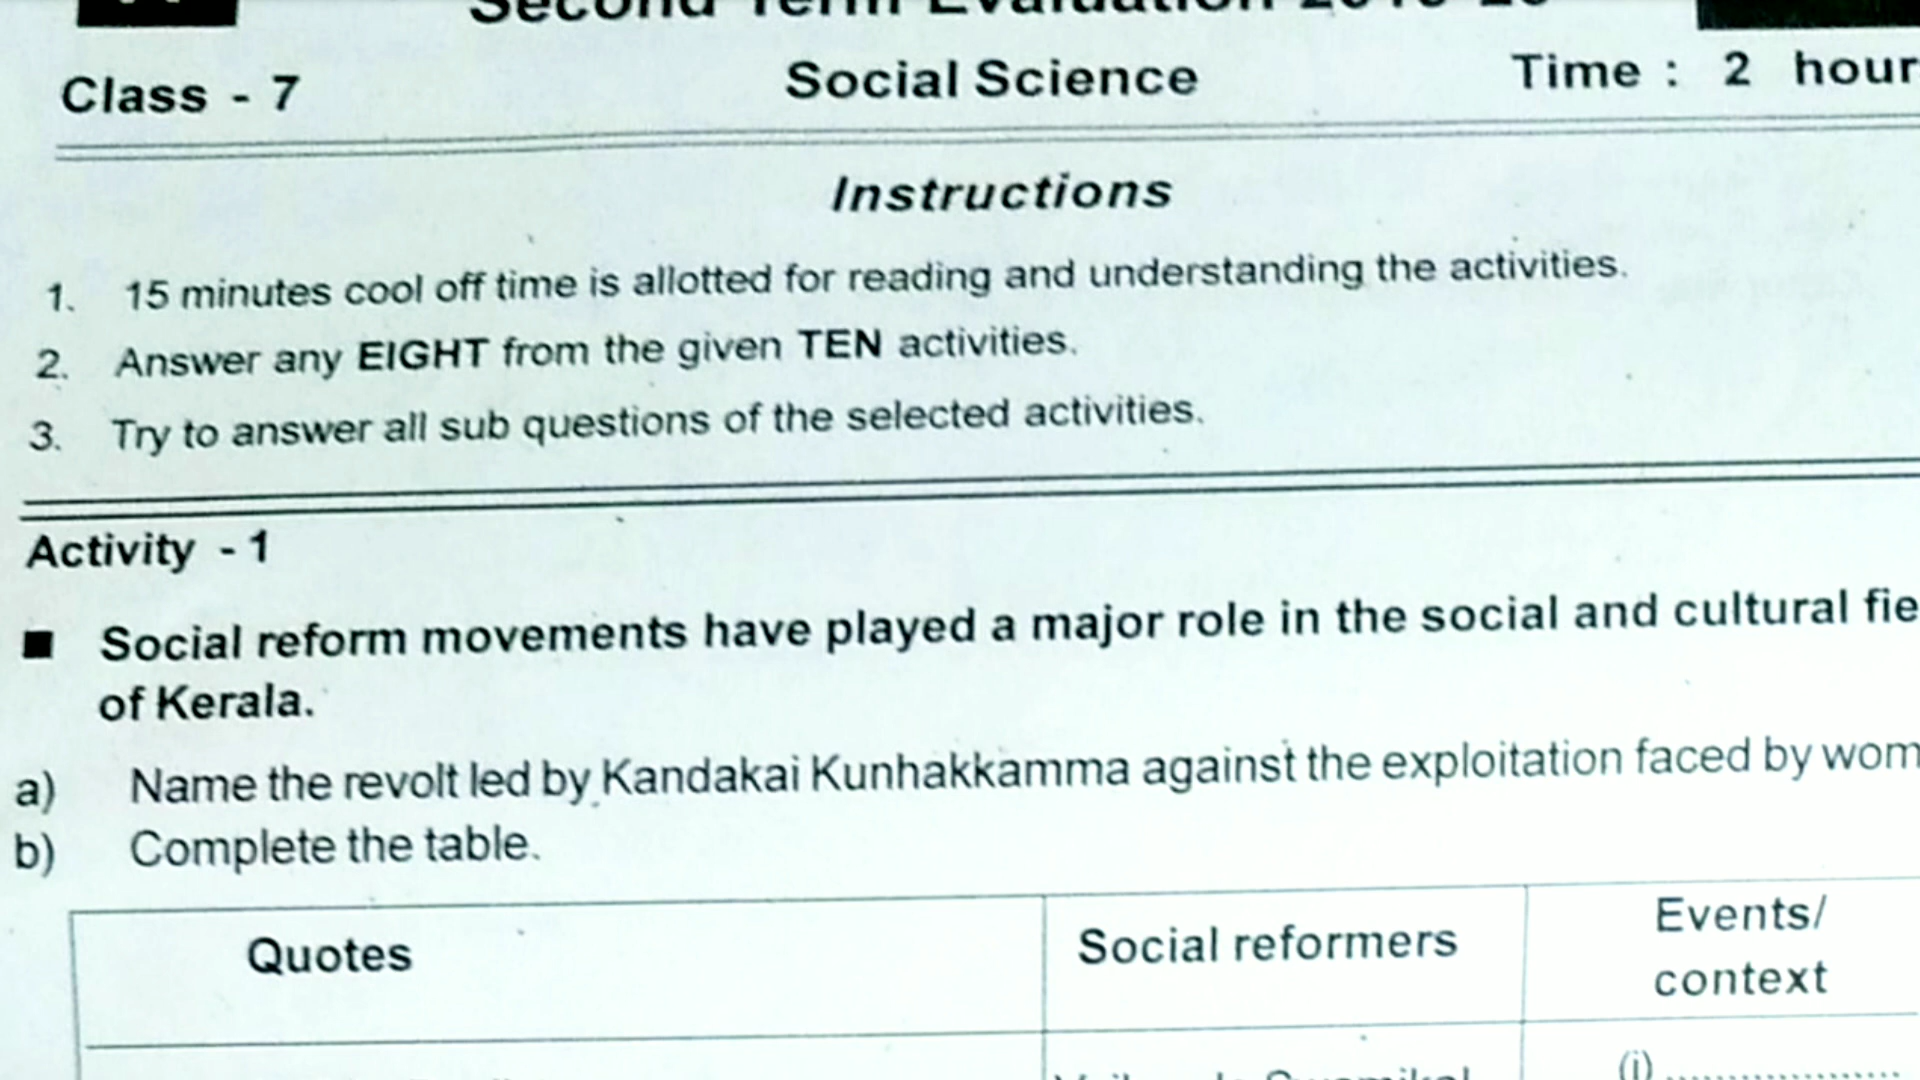 Second Term Evaluation
Class - 7
Social Science
Time : 2 hour
Instructions
1. 15 minutes cool off time is allotted for reading and understanding the activities.
2. Answer any EIGHT from the given TEN activities.
3. Try to answer all sub questions of the selected activities.
Activity - 1
■ Social reform movements have played a major role in the social and cultural fie
of Kerala.
a) Name the revolt led by Kandakai Kunhakkamma against the exploitation faced by wom
b) Complete the table.
Quotes
Social reformers
Events/
context
(i)..................